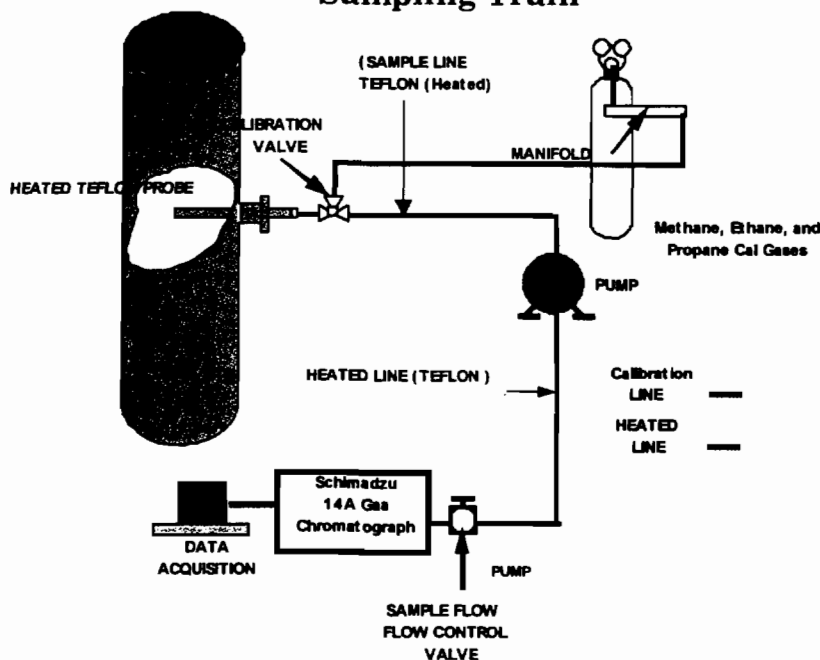 Sampling Train
(SAMPLE LINE
TEFLON (Heated)
LIBRATION
VALVE
MANIFOLD
HEATED TEFLON PROBE
Methane, Ethane, and
Propane Cal Gases
PUMP
HEATED LINE (TEFLON )
Calibration
LINE
HEATED
LINE
Schimadzu
14A Gas
Chromatograph
DATA
ACQUISITION
PUMP
SAMPLE FLOW
FLOW CONTROL
VALVE